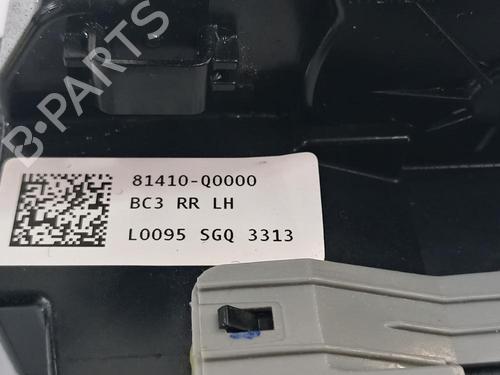 B-PARTS
81410-Q0000
BC3 RR LH
L0095 SGQ 3313